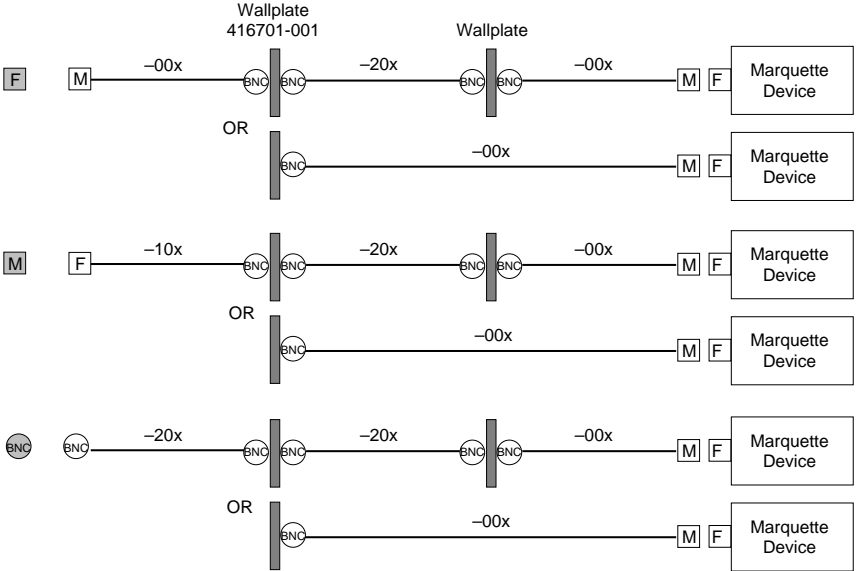 Wallplate
416701-001
Wallplate
F M –00x BNC BNC –20x BNC BNC –00x M F Marquette
Device
OR
BNC –00x M F Marquette
Device
M F –10x BNC BNC –20x BNC BNC –00x M F Marquette
Device
OR
BNC –00x M F Marquette
Device
BNC BNC –20x BNC BNC –20x BNC BNC –00x M F Marquette
Device
OR
BNC –00x M F Marquette
Device